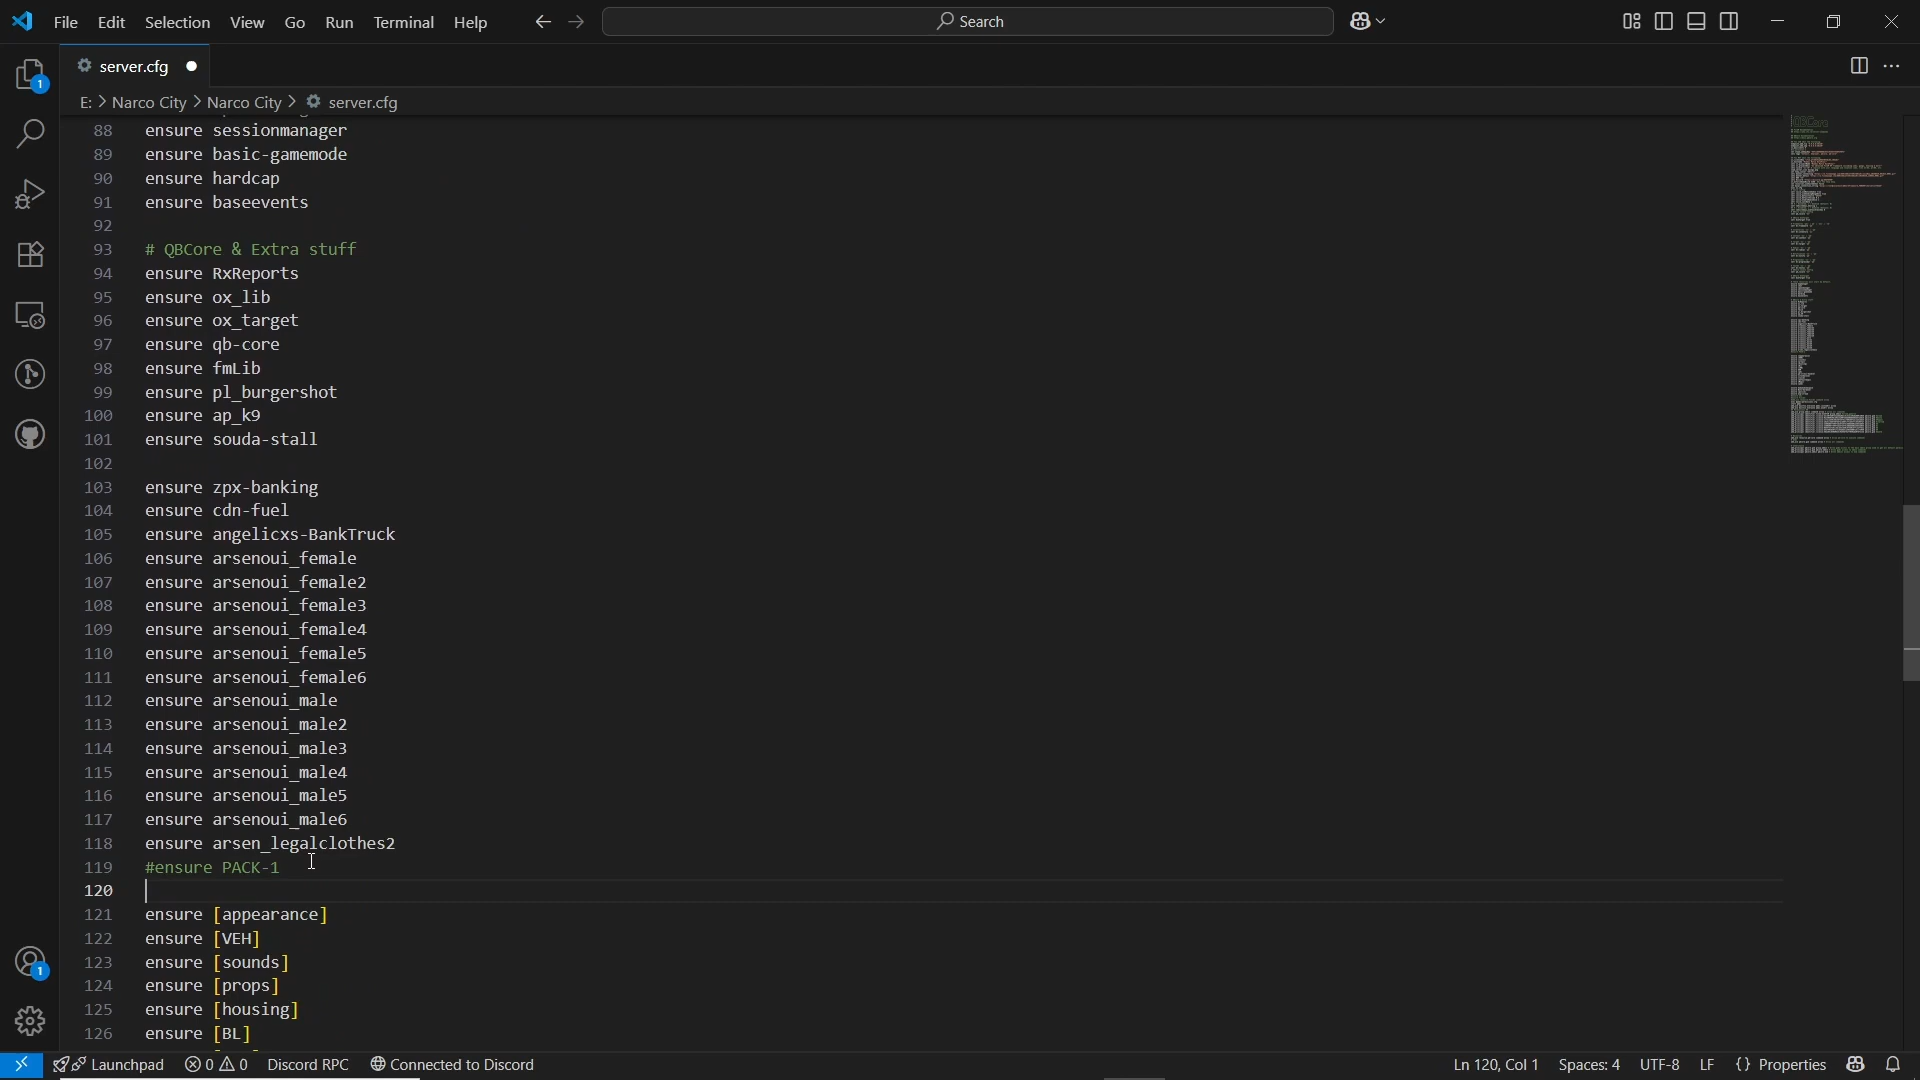 File Edit Selection View Go Run Terminal Help Search
server.cfg
E: > Narco City > Narco City > server.cfg
88 ensure sessionmanager
89 ensure basic-gamemode
90 ensure hardcap
91 ensure baseevents
92
93 # QBCore & Extra stuff
94 ensure RxReports
95 ensure ox_lib
96 ensure ox_target
97 ensure qb-core
98 ensure fmLib
99 ensure pl_burgershot
100 ensure ap_k9
101 ensure souda-stall
102
103 ensure zpx-banking
104 ensure cdn-fuel
105 ensure angelicxs-BankTruck
106 ensure arsenoui_female
107 ensure arsenoui_female2
108 ensure arsenoui_female3
109 ensure arsenoui_female4
110 ensure arsenoui_female5
111 ensure arsenoui_female6
112 ensure arsenoui_male
113 ensure arsenoui_male2
114 ensure arsenoui_male3
115 ensure arsenoui_male4
116 ensure arsenoui_male5
117 ensure arsenoui_male6
118 ensure arsen_legalclothes2
119 #ensure PACK-1
120
121 ensure [appearance]
122 ensure [VEH]
123 ensure [sounds]
124 ensure [props]
125 ensure [housing]
126 ensure [BL]
1
1
Launchpad 0 0 Discord RPC Connected to Discord Ln 120, Col 1 Spaces: 4 UTF-8 LF {} Properties